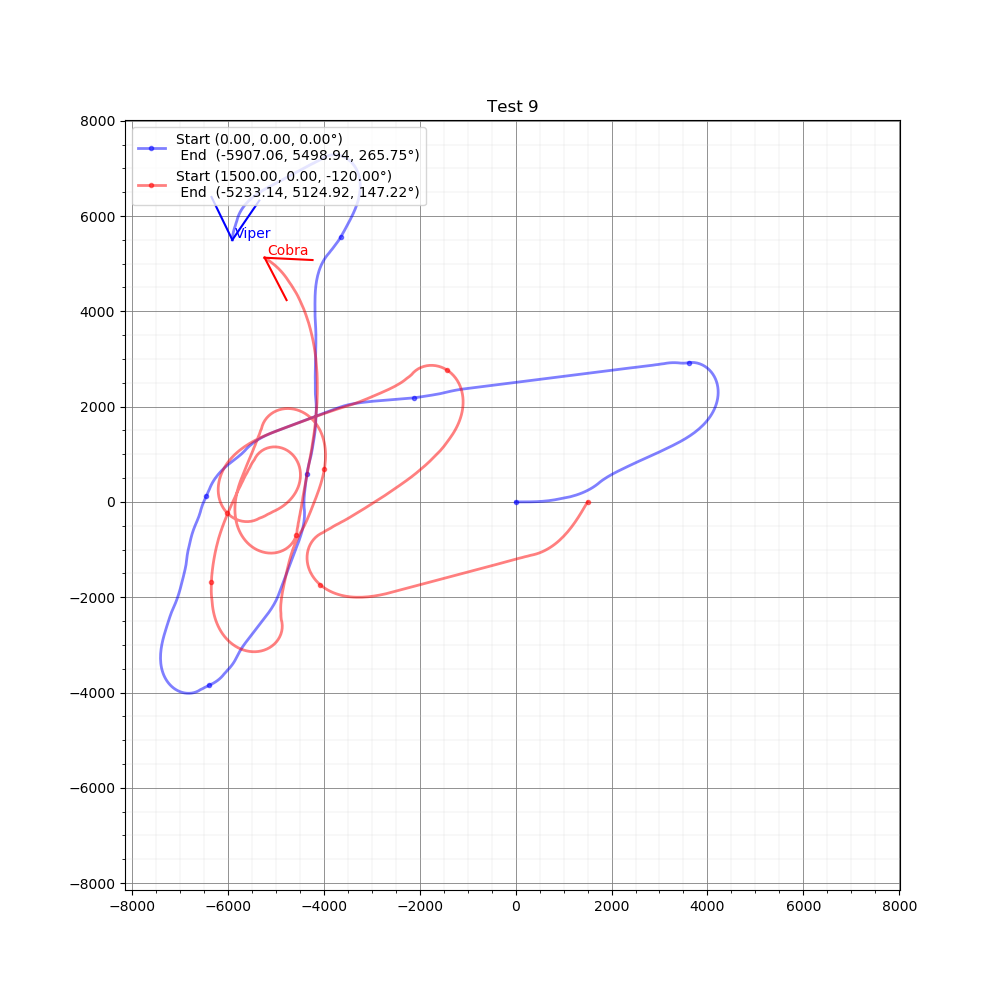 Test 9
Start (0.00, 0.00, 0.00°)
End  (-5907.06, 5498.94, 265.75°)
Start (1500.00, 0.00, -120.00°)
End  (-5233.14, 5124.92, 147.22°)
Viper
Cobra
8000
6000
4000
2000
0
−2000
−4000
−6000
−8000
−8000 −6000 −4000 −2000 0 2000 4000 6000 8000